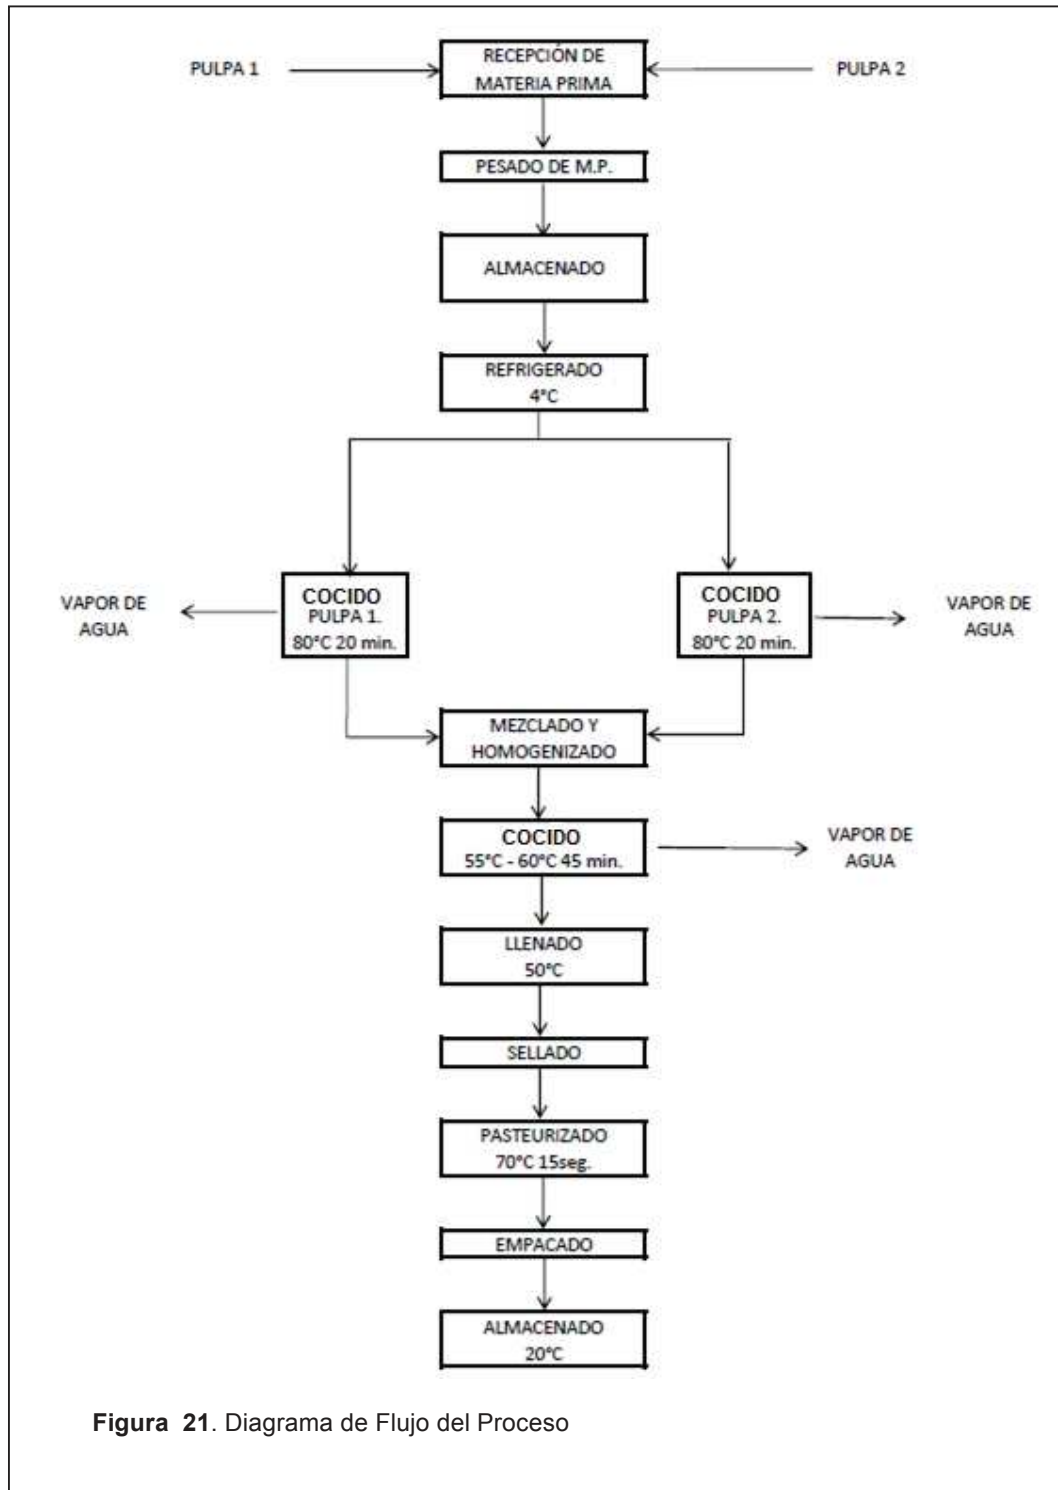 PULPA 1
RECEPCIÓN DE
MATERIA PRIMA
PULPA 2
PESADO DE M.P.
ALMACENADO
REFRIGERADO
4°C
VAPOR DE
AGUA
COCIDO
PULPA 1.
80°C 20 min.
COCIDO
PULPA 2.
80°C 20 min.
VAPOR DE
AGUA
MEZCLADO Y
HOMOGENIZADO
COCIDO
55°C - 60°C 45 min.
VAPOR DE
AGUA
LLENADO
50°C
SELLADO
PASTEURIZADO
70°C 15seg.
EMPACADO
ALMACENADO
20°C
Figura 21. Diagrama de Flujo del Proceso